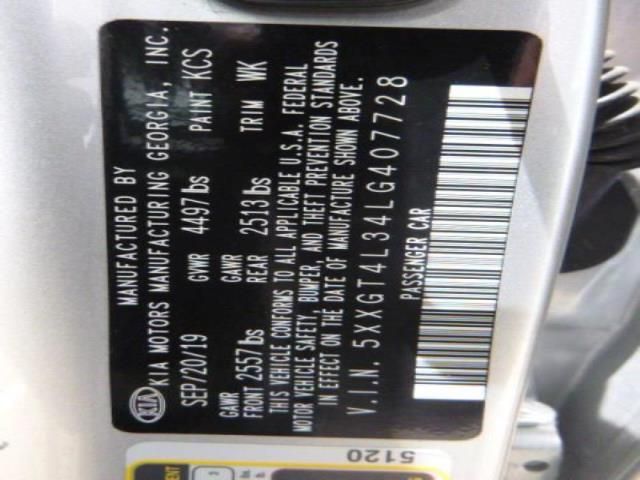 MANUFACTURED BY
KIA KIA MOTORS MANUFACTURING GEORGIA, INC.
SEP/20/19 GVWR 4497lbs PAINT KCS
GAWR FRONT 2557lbs GAWR REAR 2513lbs TRIM WK
THIS VEHICLE CONFORMS TO ALL APPLICABLE U.S.A. FEDERAL
MOTOR VEHICLE SAFETY, BUMPER, AND THEFT PREVENTION STANDARDS
IN EFFECT ON THE DATE OF MANUFACTURE SHOWN ABOVE.
V.I.N. 5XXGT4L34LG407728
PASSENGER CAR
5120